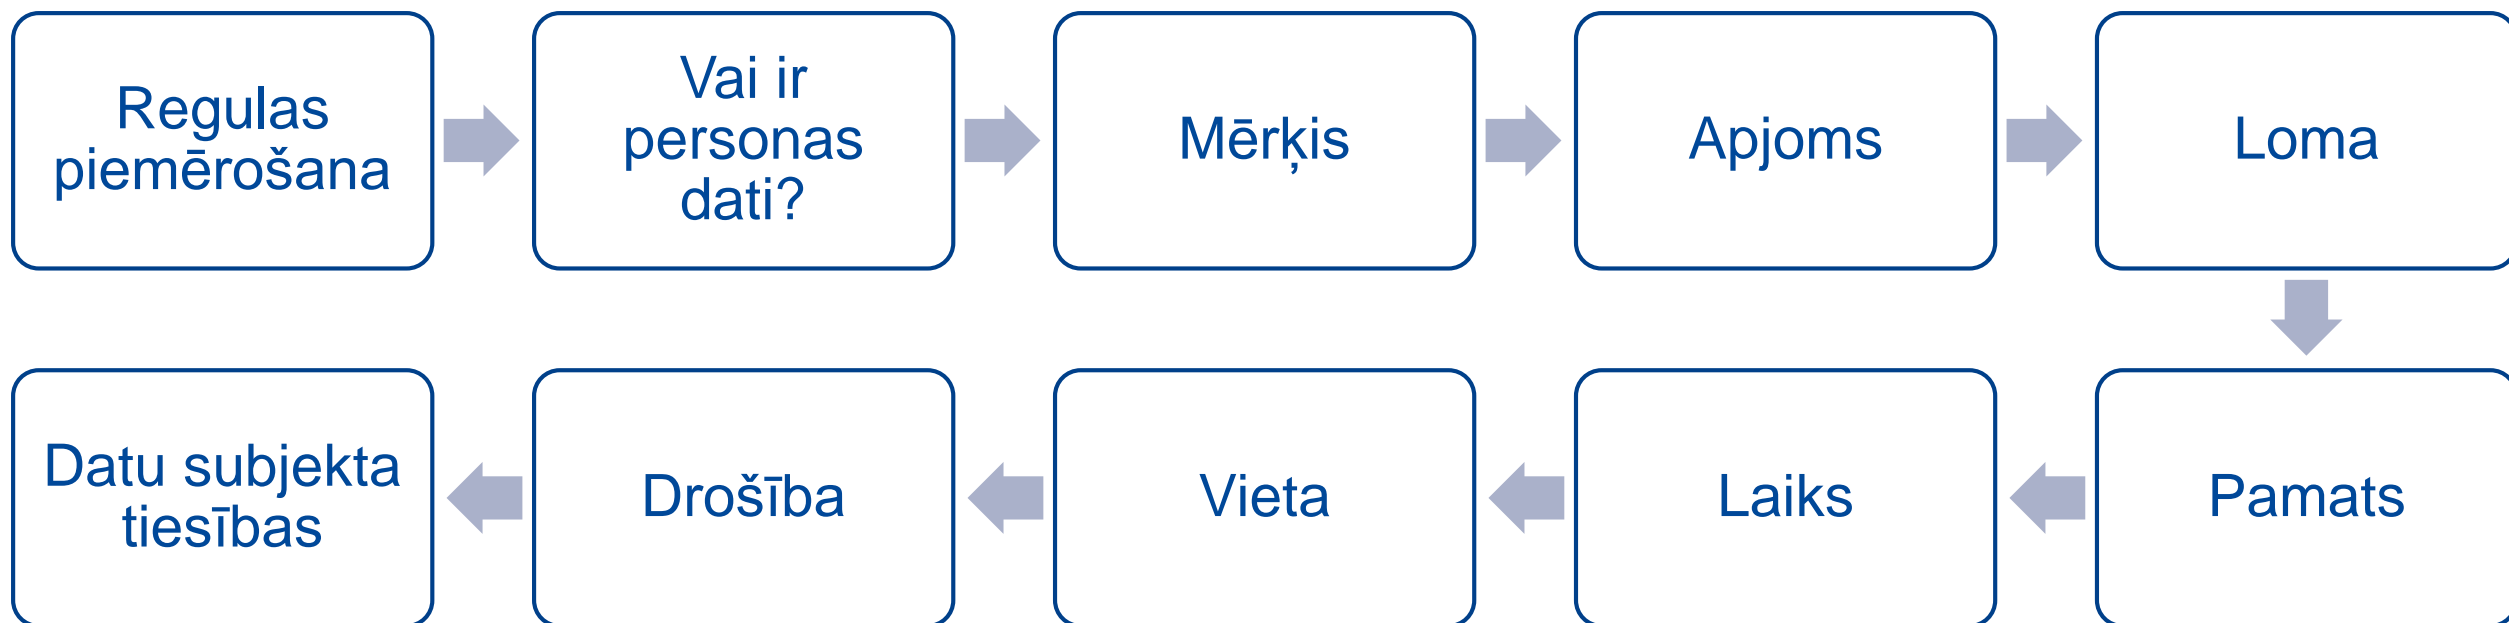 Regulas
piemērošana
Vai ir
personas
dati?
Mērķis
Apjoms
Loma
Pamats
Laiks
Vieta
Drošība
Datu subjekta
tiesības